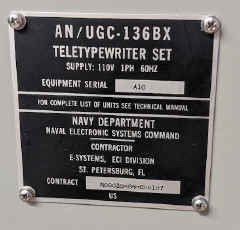 AN/UGC-136BX
TELETYPEWRITER SET
SUPPLY: 110V 1PH 60HZ
EQUIPMENT SERIAL A10
FOR COMPLETE LIST OF UNITS SEE TECHNICAL MANUAL
NAVY DEPARTMENT
NAVAL ELECTRONIC SYSTEMS COMMAND
CONTRACTOR
E-SYSTEMS, ECI DIVISION
ST. PETERSBURG, FL
CONTRACT
US